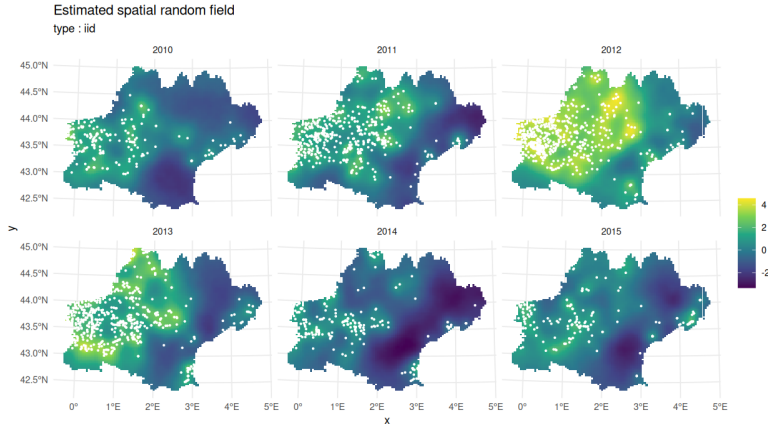 Estimated spatial random field
type : iid
2010 2011 2012
45.0°N
44.5°N
44.0°N
43.5°N
43.0°N
42.5°N
4
2
0
-2
y
2013 2014 2015
45.0°N
44.5°N
44.0°N
43.5°N
43.0°N
42.5°N
0° 1°E 2°E 3°E 4°E 5°E 0° 1°E 2°E 3°E 4°E 5°E 0° 1°E 2°E 3°E 4°E 5°E
x